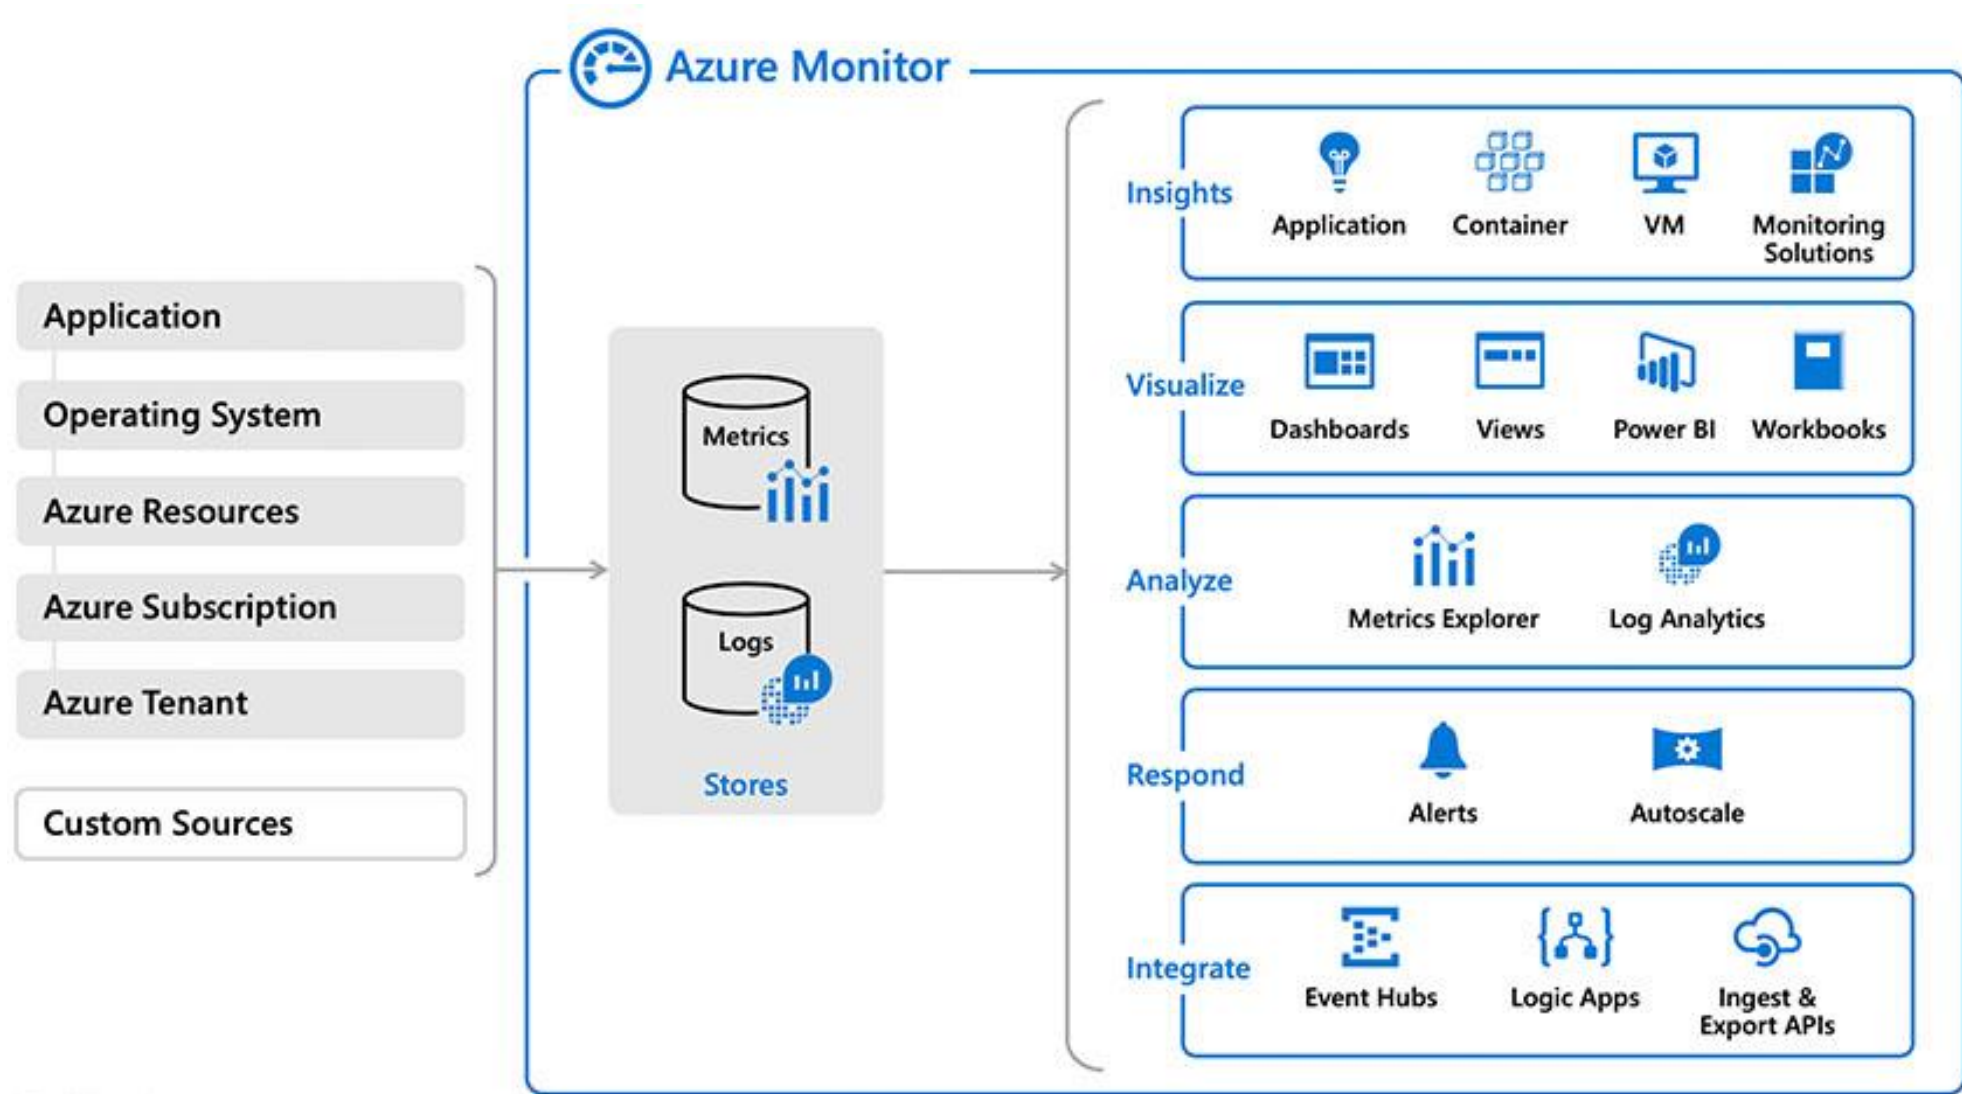 Azure Monitor
Application
Operating System
Azure Resources
Azure Subscription
Azure Tenant
Custom Sources
Metrics
Logs
Stores
Insights
Application
Container
VM
Monitoring
Solutions
Visualize
Dashboards
Views
Power BI
Workbooks
Analyze
Metrics Explorer
Log Analytics
Respond
Alerts
Autoscale
Integrate
Event Hubs
Logic Apps
Ingest &
Export APIs